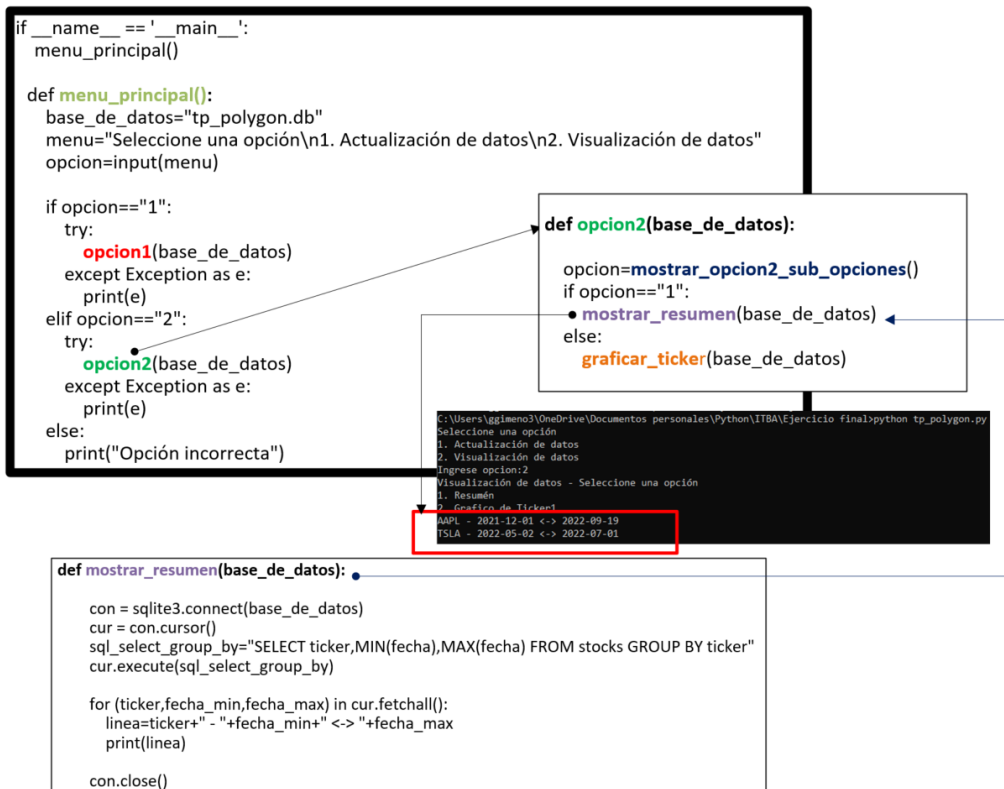 if __name__ == '__main__':
menu_principal()
def menu_principal():
base_de_datos="tp_polygon.db"
menu="Seleccione una opción\n1. Actualización de datos\n2. Visualización de datos"
opcion=input(menu)
if opcion=="1":
try:
opcion1(base_de_datos)
except Exception as e:
print(e)
elif opcion=="2":
try:
opcion2(base_de_datos)
except Exception as e:
print(e)
else:
print("Opción incorrecta")
def opcion2(base_de_datos):
opcion=mostrar_opcion2_sub_opciones()
if opcion=="1":
mostrar_resumen(base_de_datos)
else:
graficar_ticker(base_de_datos)
C:\Users\ggimeno3\OneDrive\Documentos personales\Python\ITBA\Ejercicio final>python tp_polygon.py
Seleccione una opción
1. Actualización de datos
2. Visualización de datos
Ingrese opcion:2
Visualización de datos - Seleccione una opción
1. Resumén
2. Grafico de Ticker1
AAPL - 2021-12-01 <-> 2022-09-19
TSLA - 2022-05-02 <-> 2022-07-01
def mostrar_resumen(base_de_datos):
con = sqlite3.connect(base_de_datos)
cur = con.cursor()
sql_select_group_by="SELECT ticker,MIN(fecha),MAX(fecha) FROM stocks GROUP BY ticker"
cur.execute(sql_select_group_by)
for (ticker,fecha_min,fecha_max) in cur.fetchall():
linea=ticker+" - "+fecha_min+" <-> "+fecha_max
print(linea)
con.close()